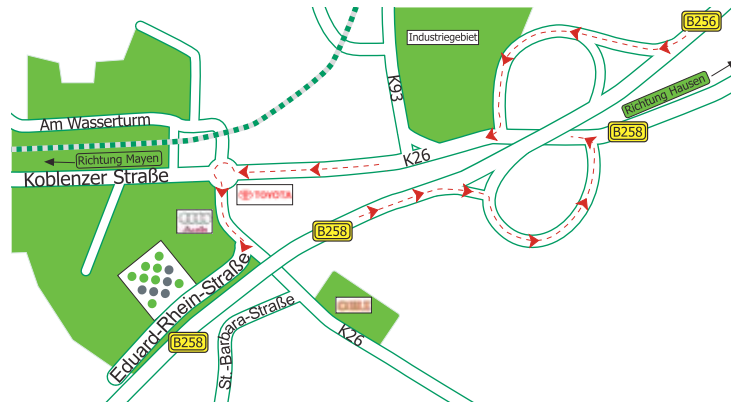 B256
Industriegebiet
K93
Richtung Hausen
Am Wasserturm
B258
Richtung Mayen
K26
Koblenzer Straße
TOYOTA
Audi
B258
Eduard-Rhein-Straße
St.-Barbara-Straße
B258
K26